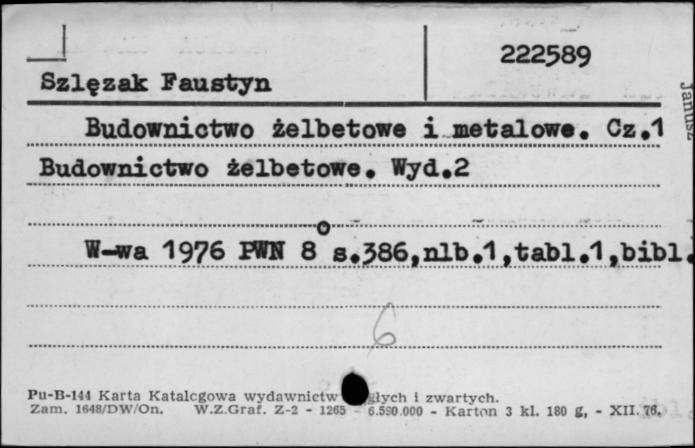 222589
Szlęzak Faustyn
Budownictwo żelbetowe i metalowe. Cz.1
Budownictwo żelbetowe. Wyd.2
W-wa 1976 PWN 8° s.386,nlb.1,tabl.1,bibl.
6
Pu-B-144 Karta Katalogowa wydawnictw głych i zwartych.
Zam. 1648/DW/On. W.Z.Graf. Z-2 - 1265 - 6.590.000 - Karton 3 kl. 180 g, - XII. 76.
Janusz